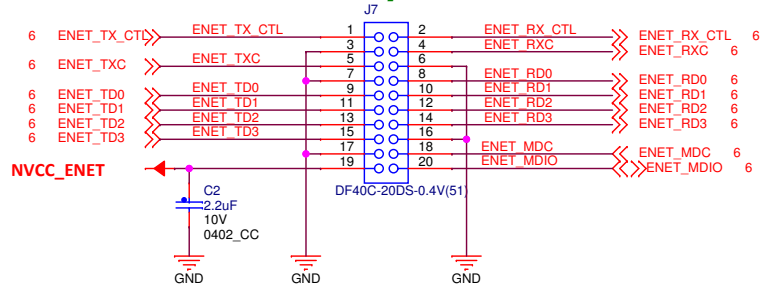 J7
6 ENET_TX_CTL ENET_TX_CTL 1 2 ENET_RX_CTL ENET_RX_CTL 6
3 4 ENET_RXC ENET_RXC 6
6 ENET_TXC ENET_TXC 5 6
7 8 ENET_RD0 ENET_RD0 6
6 ENET_TD0 ENET_TD0 9 10 ENET_RD1 ENET_RD1 6
6 ENET_TD1 ENET_TD1 11 12 ENET_RD2 ENET_RD2 6
6 ENET_TD2 ENET_TD2 13 14 ENET_RD3 ENET_RD3 6
6 ENET_TD3 ENET_TD3 15 16
17 18 ENET_MDC ENET_MDC 6
NVCC_ENET 19 20 ENET_MDIO ENET_MDIO 6
DF40C-20DS-0.4V(51)
C2
2.2uF
10V
0402_CC
GND GND GND